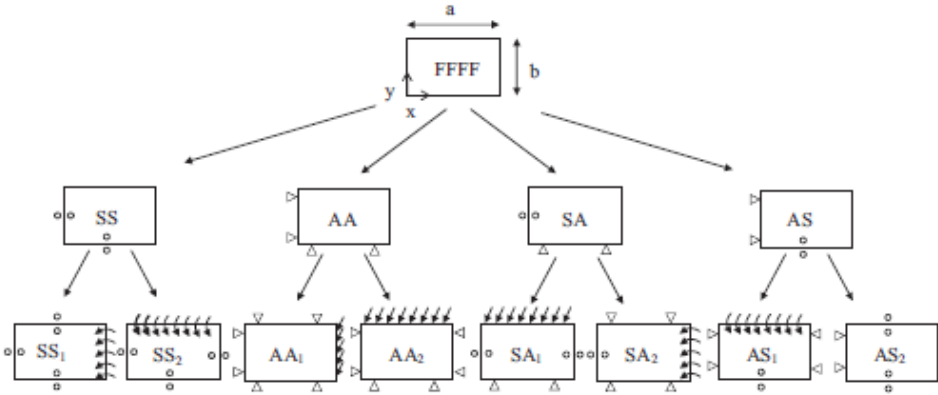 a
FFFF
b
y
x
SS AA SA AS
SS₁ SS₂ AA₁ AA₂ SA₁ SA₂ AS₁ AS₂